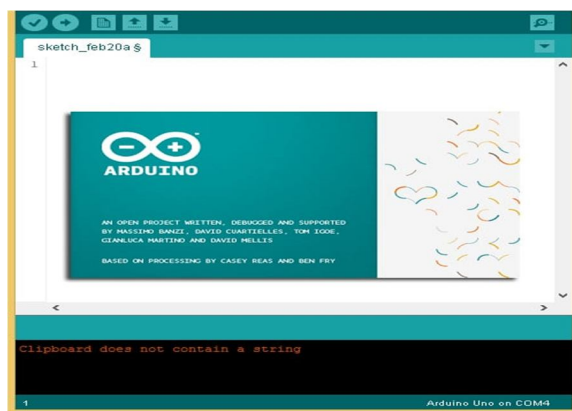 sketch_feb20a §
1
ARDUINO
AN OPEN PROJECT WRITTEN, DEBUGGED AND SUPPORTED
BY MASSIMO BANZI, DAVID CUARTIELLES, TOM IGOE,
GIANLUCA MARTINO AND DAVID MELLIS
BASED ON PROCESSING BY CASEY REAS AND BEN FRY
Clipboard does not contain a string
1 Arduino Uno on COM4